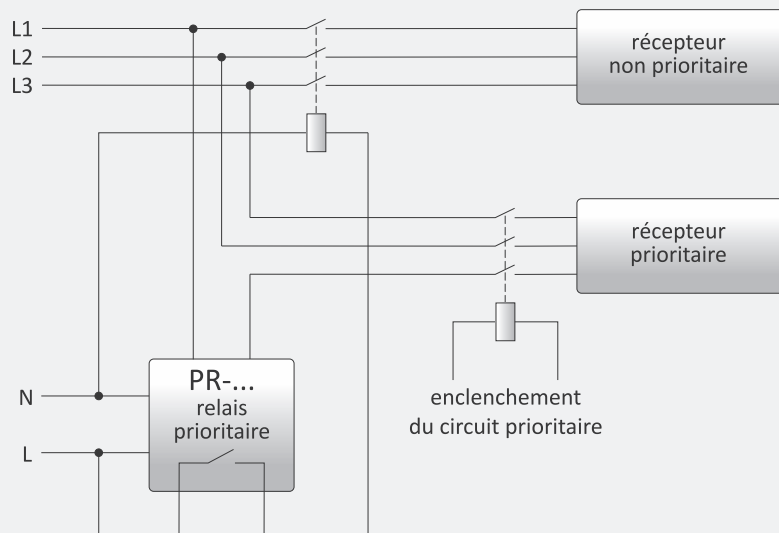 L1
L2
L3
récepteur
non prioritaire
récepteur
prioritaire
PR-...
relais
prioritaire
N
L
enclenchement
du circuit prioritaire